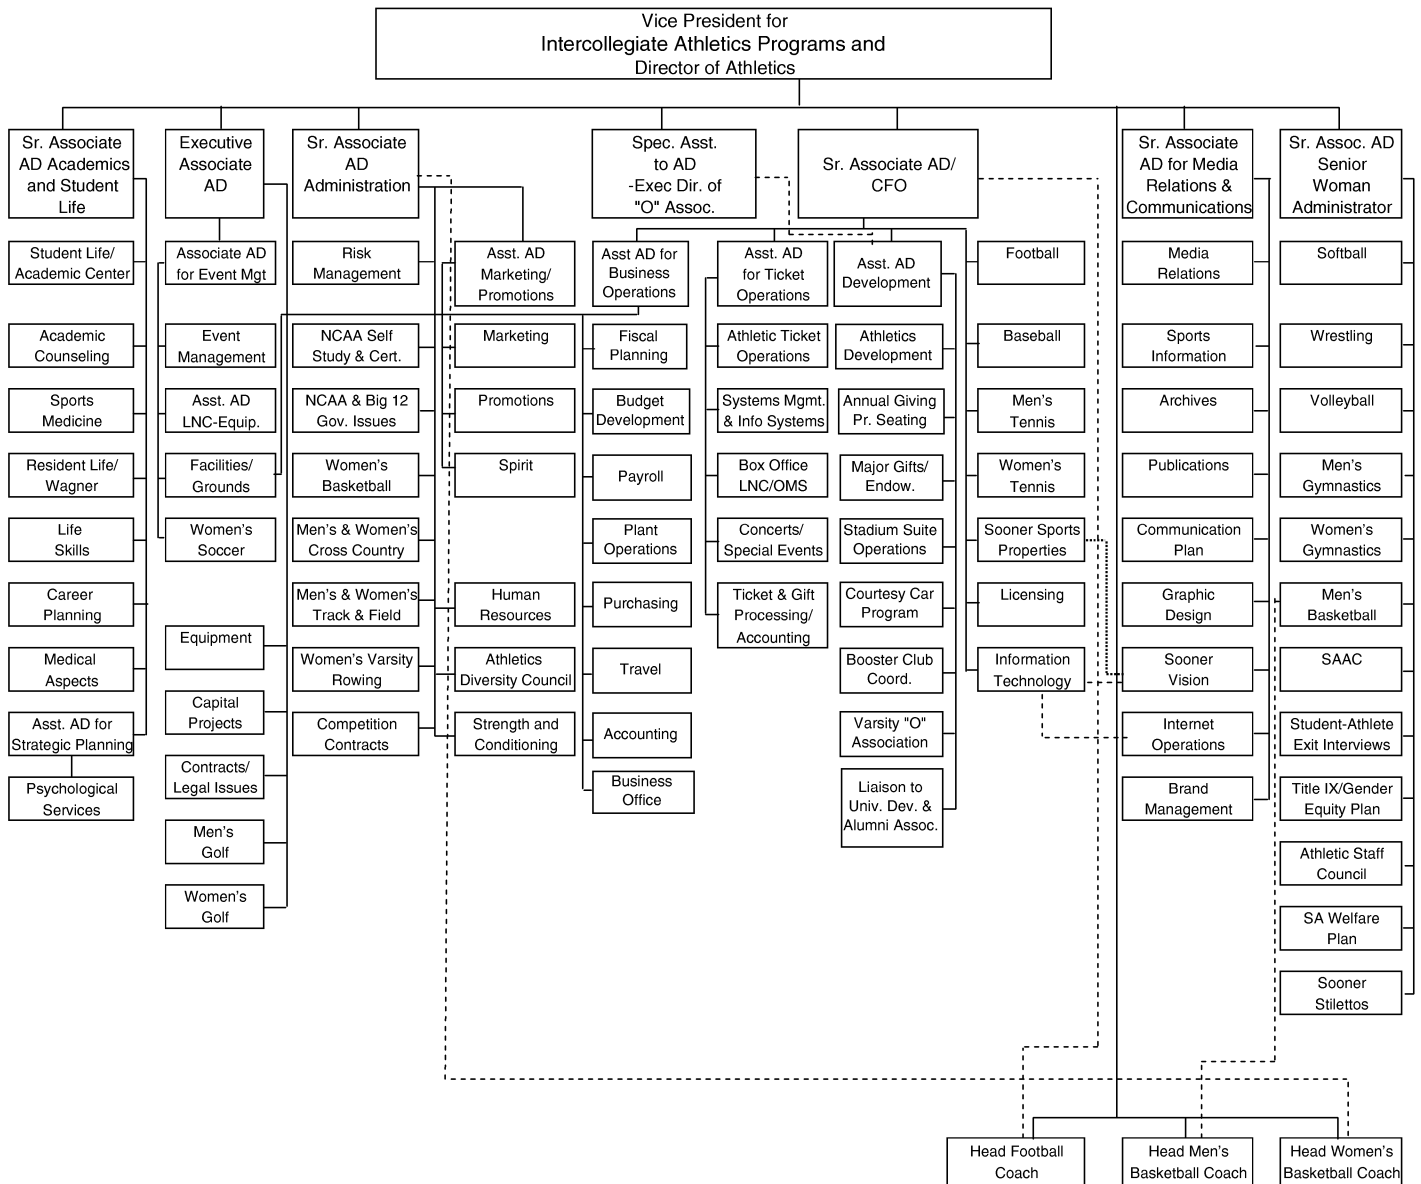 Vice President for
Intercollegiate Athletics Programs and
Director of Athletics
Sr. Associate
AD Academics
and Student
Life
Executive
Associate
AD
Sr. Associate
AD
Administration
Spec. Asst.
to AD
-Exec Dir. of
"O" Assoc.
Sr. Associate AD/
CFO
Sr. Associate
AD for Media
Relations &
Communications
Sr. Assoc. AD
Senior
Woman
Administrator
Student Life/
Academic Center
Academic
Counseling
Sports
Medicine
Resident Life/
Wagner
Life
Skills
Career
Planning
Medical
Aspects
Asst. AD for
Strategic Planning
Psychological
Services
Associate AD
for Event Mgt
Event
Management
Asst. AD
LNC-Equip.
Facilities/
Grounds
Women's
Soccer
Equipment
Capital
Projects
Contracts/
Legal Issues
Men's
Golf
Women's
Golf
Risk
Management
NCAA Self
Study & Cert.
NCAA & Big 12
Gov. Issues
Women's
Basketball
Men's & Women's
Cross Country
Men's & Women's
Track & Field
Women's Varsity
Rowing
Competition
Contracts
Asst. AD
Marketing/
Promotions
Marketing
Promotions
Spirit
Human
Resources
Athletics
Diversity Council
Strength and
Conditioning
Asst AD for
Business
Operations
Fiscal
Planning
Budget
Development
Payroll
Plant
Operations
Purchasing
Travel
Accounting
Business
Office
Asst. AD
for Ticket
Operations
Athletic Ticket
Operations
Systems Mgmt.
& Info Systems
Box Office
LNC/OMS
Concerts/
Special Events
Ticket & Gift
Processing/
Accounting
Asst. AD
Development
Athletics
Development
Annual Giving
Pr. Seating
Major Gifts/
Endow.
Stadium Suite
Operations
Courtesy Car
Program
Booster Club
Coord.
Varsity "O"
Association
Liaison to
Univ. Dev. &
Alumni Assoc.
Football
Baseball
Men's
Tennis
Women's
Tennis
Sooner Sports
Properties
Licensing
Information
Technology
Media
Relations
Sports
Information
Archives
Publications
Communication
Plan
Graphic
Design
Sooner
Vision
Internet
Operations
Brand
Management
Softball
Wrestling
Volleyball
Men's
Gymnastics
Women's
Gymnastics
Men's
Basketball
SAAC
Student-Athlete
Exit Interviews
Title IX/Gender
Equity Plan
Athletic Staff
Council
SA Welfare
Plan
Sooner
Stilettos
Head Football
Coach
Head Men's
Basketball Coach
Head Women's
Basketball Coach